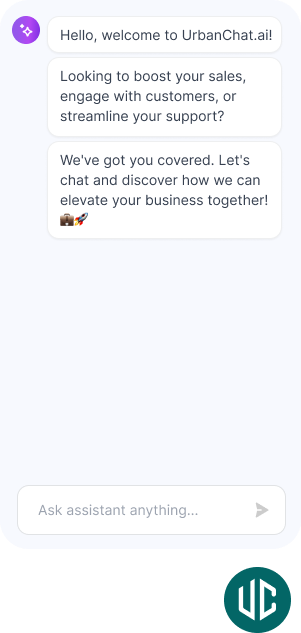 Hello, welcome to UrbanChat.ai!
Looking to boost your sales,
engage with customers, or
streamline your support?
We've got you covered. Let's
chat and discover how we can
elevate your business together!
💼🚀
Ask assistant anything...
UC